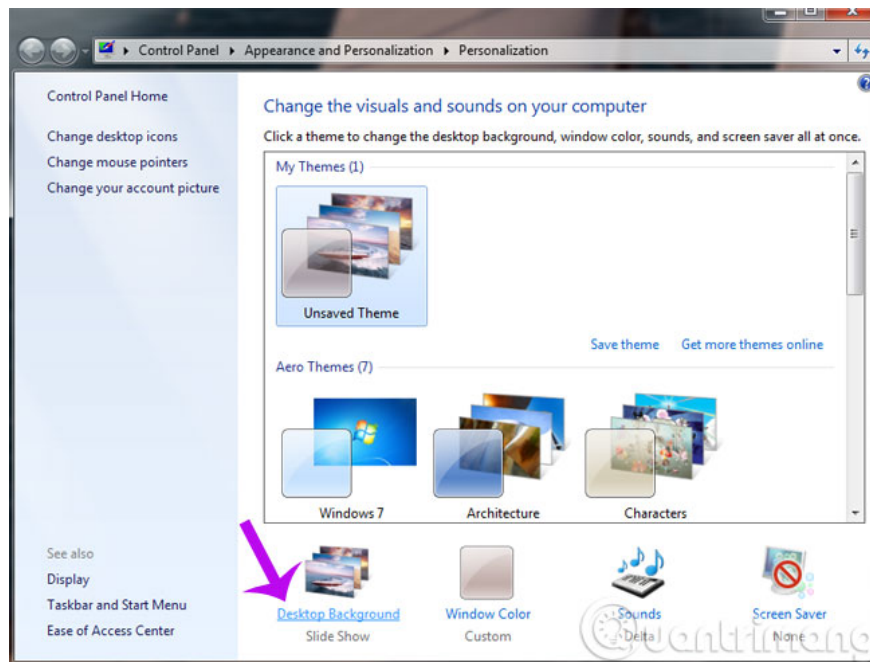 Control Panel ▸ Appearance and Personalization ▸ Personalization
Control Panel Home
Change desktop icons
Change mouse pointers
Change your account picture
See also
Display
Taskbar and Start Menu
Ease of Access Center
Change the visuals and sounds on your computer
Click a theme to change the desktop background, window color, sounds, and screen saver all at once.
My Themes (1)
Unsaved Theme
Save theme Get more themes online
Aero Themes (7)
Windows 7 Architecture Characters
Desktop Background Window Color Sounds Screen Saver
Slide Show Custom Delta None
Quantrimang